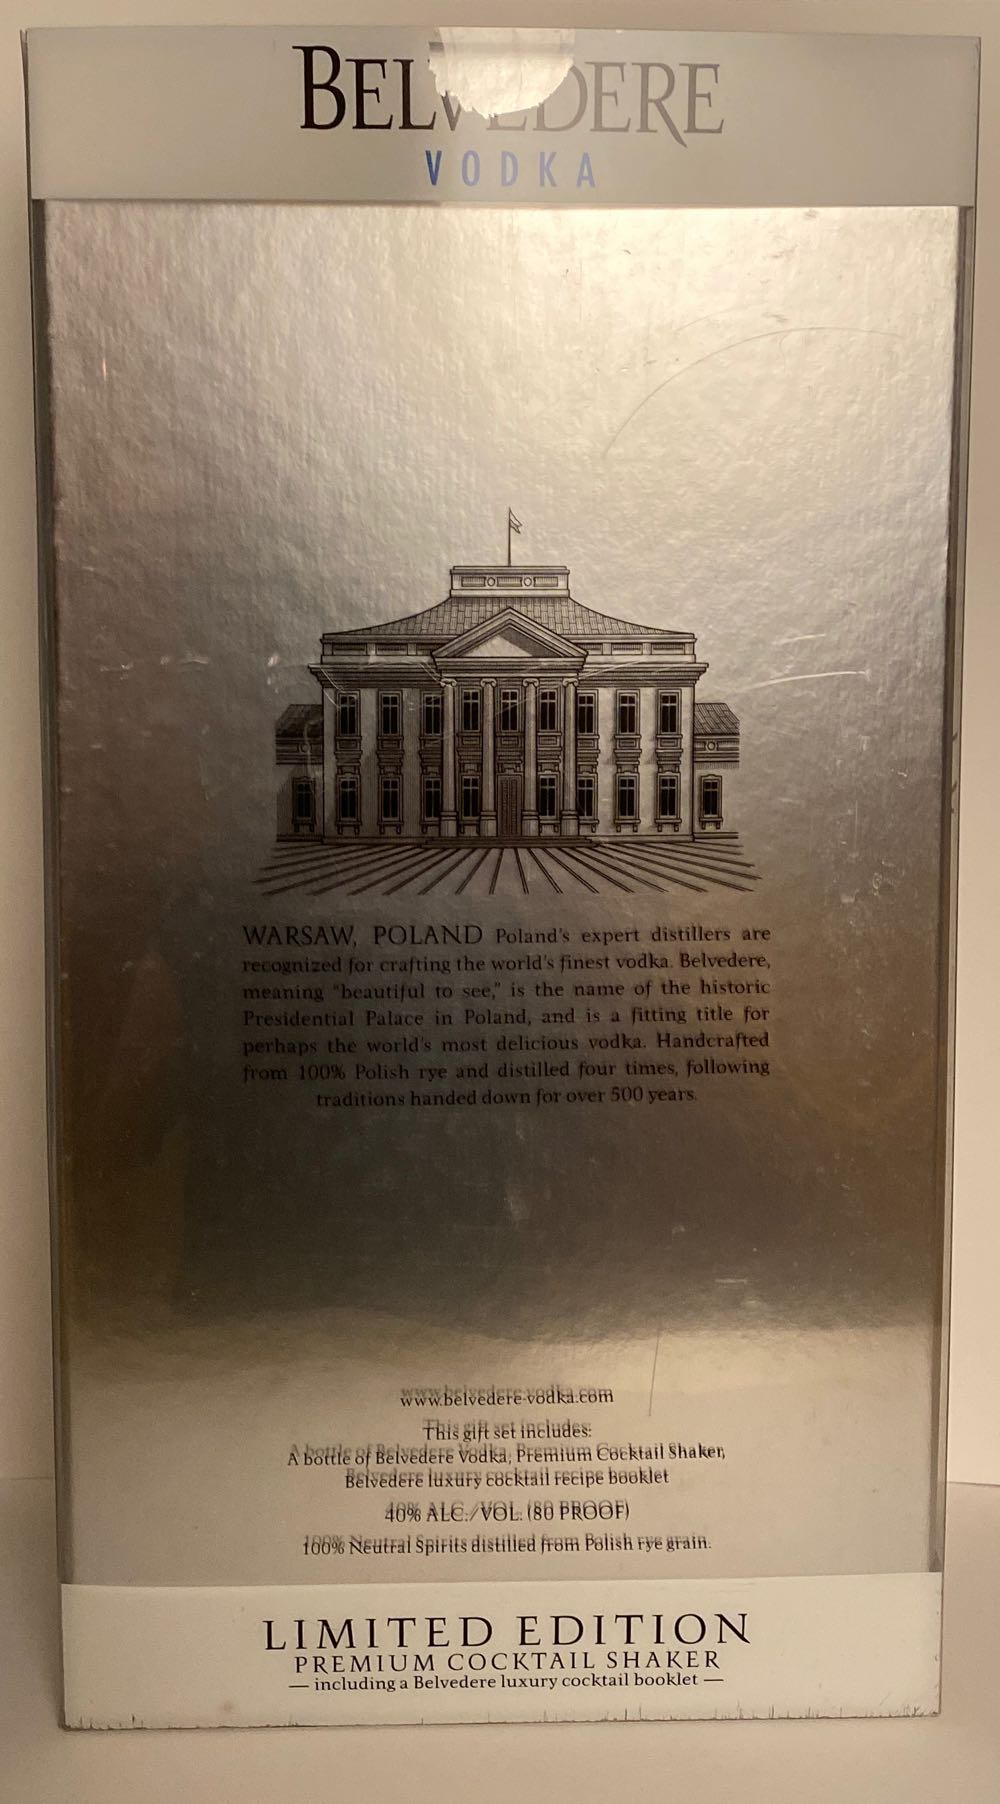 BELVEDERE
VODKA
WARSAW, POLAND Poland's expert distillers are
recognized for crafting the world's finest vodka. Belvedere,
meaning "beautiful to see," is the name of the historic
Presidential Palace in Poland, and is a fitting title for
perhaps the world's most delicious vodka. Handcrafted
from 100% Polish rye and distilled four times, following
traditions handed down for over 500 years.
www.belvedere-vodka.com
This gift set includes:
A bottle of Belvedere Vodka, Premium Cocktail Shaker,
Belvedere luxury cocktail recipe booklet
40% ALC./VOL. (80 PROOF)
100% Neutral Spirits distilled from Polish rye grain.
LIMITED EDITION
PREMIUM COCKTAIL SHAKER
— including a Belvedere luxury cocktail booklet —